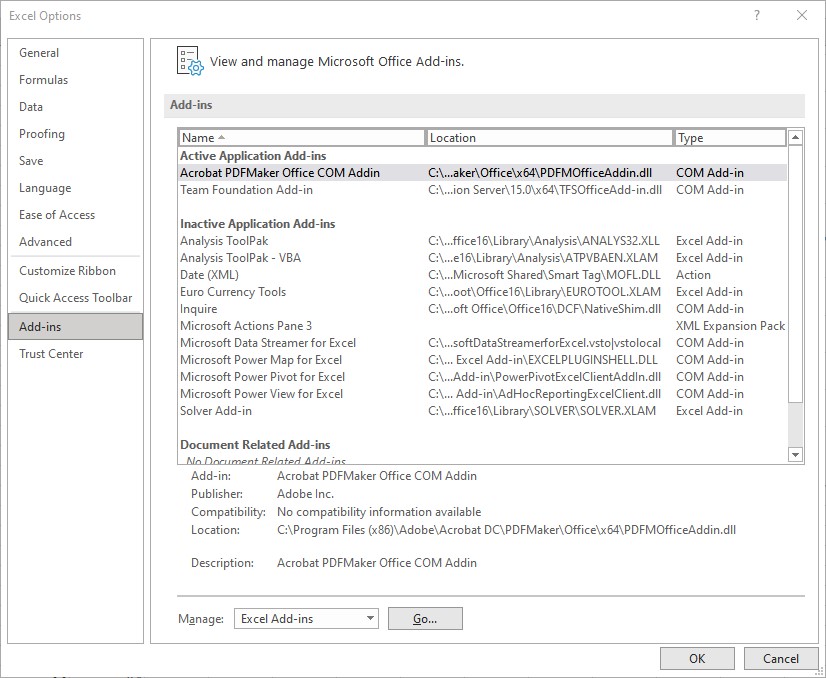 Excel Options ?
General
Formulas
Data
Proofing
Save
Language
Ease of Access
Advanced
Customize Ribbon
Quick Access Toolbar
Add-ins
Trust Center
View and manage Microsoft Office Add-ins.
Add-ins
Name Location Type
Active Application Add-ins
Acrobat PDFMaker Office COM Addin C:\...aker\Office\x64\PDFMOfficeAddin.dll COM Add-in
Team Foundation Add-in C:\...ion Server\15.0\x64\TFSOfficeAdd-in.dll COM Add-in
Inactive Application Add-ins
Analysis ToolPak C:\...ffice16\Library\Analysis\ANALYS32.XLL Excel Add-in
Analysis ToolPak - VBA C:\...e16\Library\Analysis\ATPVBAEN.XLAM Excel Add-in
Date (XML) C:\...Microsoft Shared\Smart Tag\MOFL.DLL Action
Euro Currency Tools C:\...oot\Office16\Library\EUROTOOL.XLAM Excel Add-in
Inquire C:\...oft Office\Office16\DCF\NativeShim.dll COM Add-in
Microsoft Actions Pane 3 XML Expansion Pack
Microsoft Data Streamer for Excel C:\...softDataStreamerforExcel.vsto|vstolocal COM Add-in
Microsoft Power Map for Excel C:\... Excel Add-in\EXCELPLUGINSHELL.DLL COM Add-in
Microsoft Power Pivot for Excel C:\...Add-in\PowerPivotExcelClientAddIn.dll COM Add-in
Microsoft Power View for Excel C:\... Add-in\AdHocReportingExcelClient.dll COM Add-in
Solver Add-in C:\...ffice16\Library\SOLVER\SOLVER.XLAM Excel Add-in
Document Related Add-ins
No Document Related Add-ins
Add-in: Acrobat PDFMaker Office COM Addin
Publisher: Adobe Inc.
Compatibility: No compatibility information available
Location: C:\Program Files (x86)\Adobe\Acrobat DC\PDFMaker\Office\x64\PDFMOfficeAddin.dll
Description: Acrobat PDFMaker Office COM Addin
Manage: Excel Add-ins Go...
OK Cancel